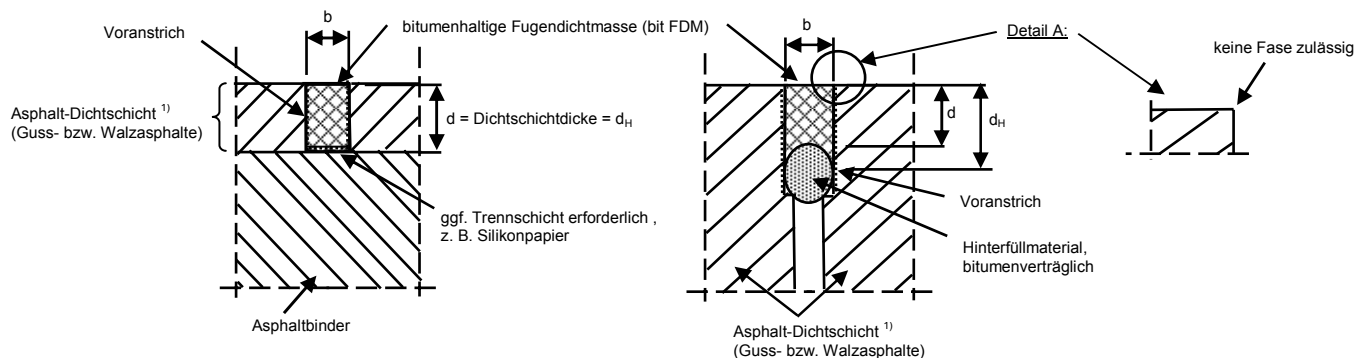 b
Voranstrich
bitumenhaltige Fugendichtmasse (bit FDM)
Asphalt-Dichtschicht 1)
(Guss- bzw. Walzasphalte)
d = Dichtschichtdicke = dH
ggf. Trennschicht erforderlich ,
z. B. Silikonpapier
Asphaltbinder
b
Detail A:
keine Fase zulässig
d
dH
Voranstrich
Hinterfüllmaterial,
bitumenverträglich
Asphalt-Dichtschicht 1)
(Guss- bzw. Walzasphalte)